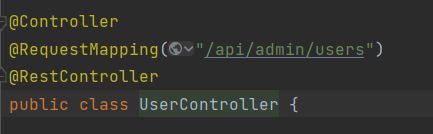 @Controller
@RequestMapping("/api/admin/users")
@RestController
public class UserController {